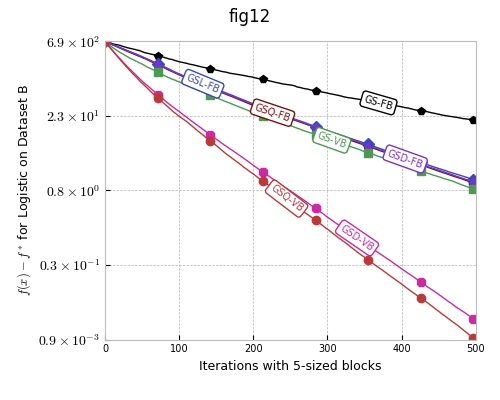 fig12
f(x) − f* for Logistic on Dataset B
6.9 × 10²
2.3 × 10¹
0.8 × 10⁰
0.3 × 10⁻¹
0.9 × 10⁻³
GSL-FB
GSQ-FB
GS-FB
GS-VB
GSD-FB
GSQ-VB
GSD-VB
0 100 200 300 400 500
Iterations with 5-sized blocks